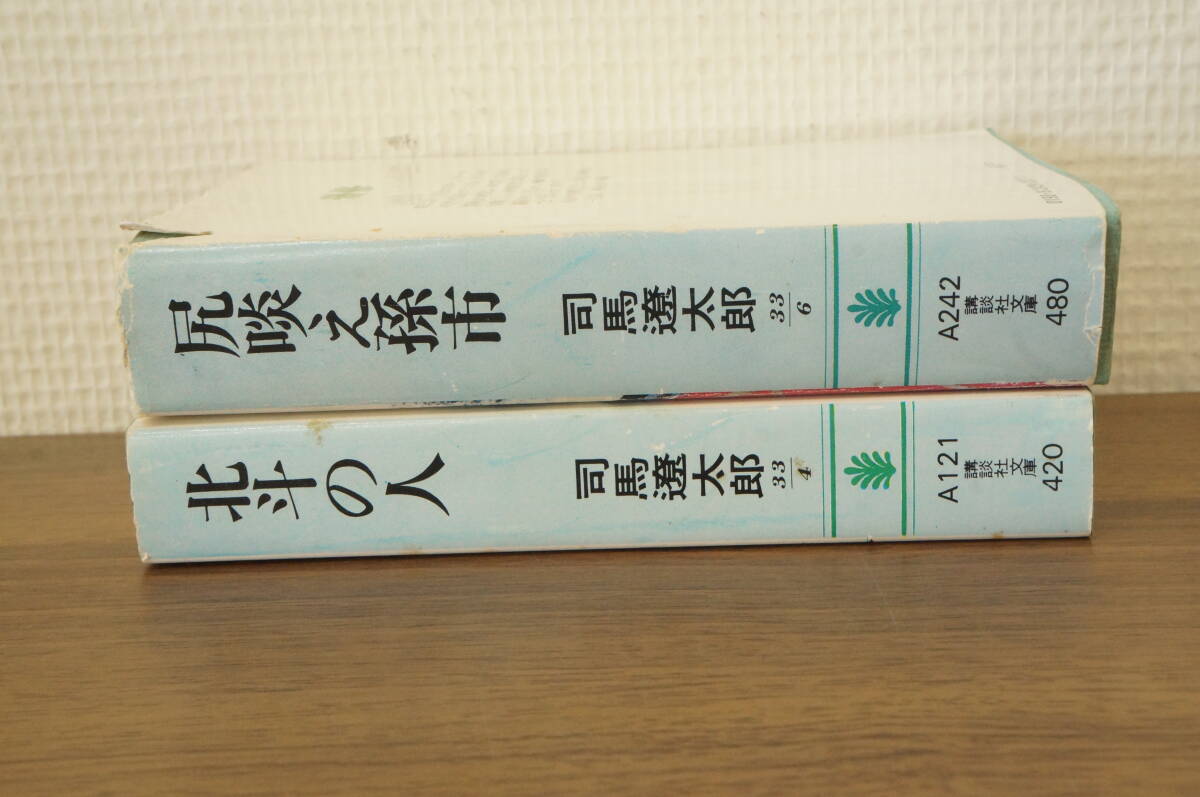 尻啖え孫市
司馬遼太郎
33/6
A242
講談社文庫
480
北斗の人
司馬遼太郎
33/4
A121
講談社文庫
420